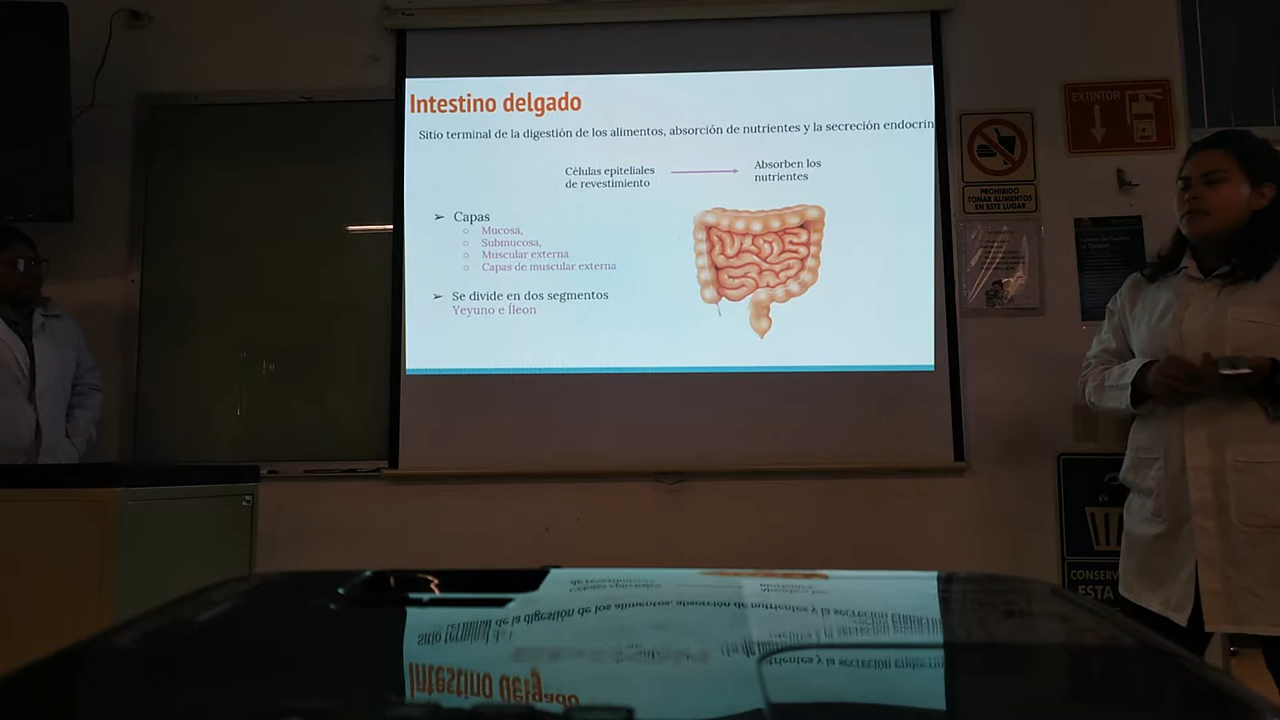 Intestino delgado
Sitio terminal de la digestión de los alimentos, absorción de nutrientes y la secreción endocrin
Células epiteliales
de revestimiento
Absorben los
nutrientes
➢ Capas
○ Mucosa,
○ Submucosa,
○ Muscular externa
○ Capas de muscular externa
➢ Se divide en dos segmentos
Yeyuno e Íleon
EXTINTOR
PROHIBIDO
TOMAR ALIMENTOS
EN ESTE LUGAR
CONSERV
ESTA